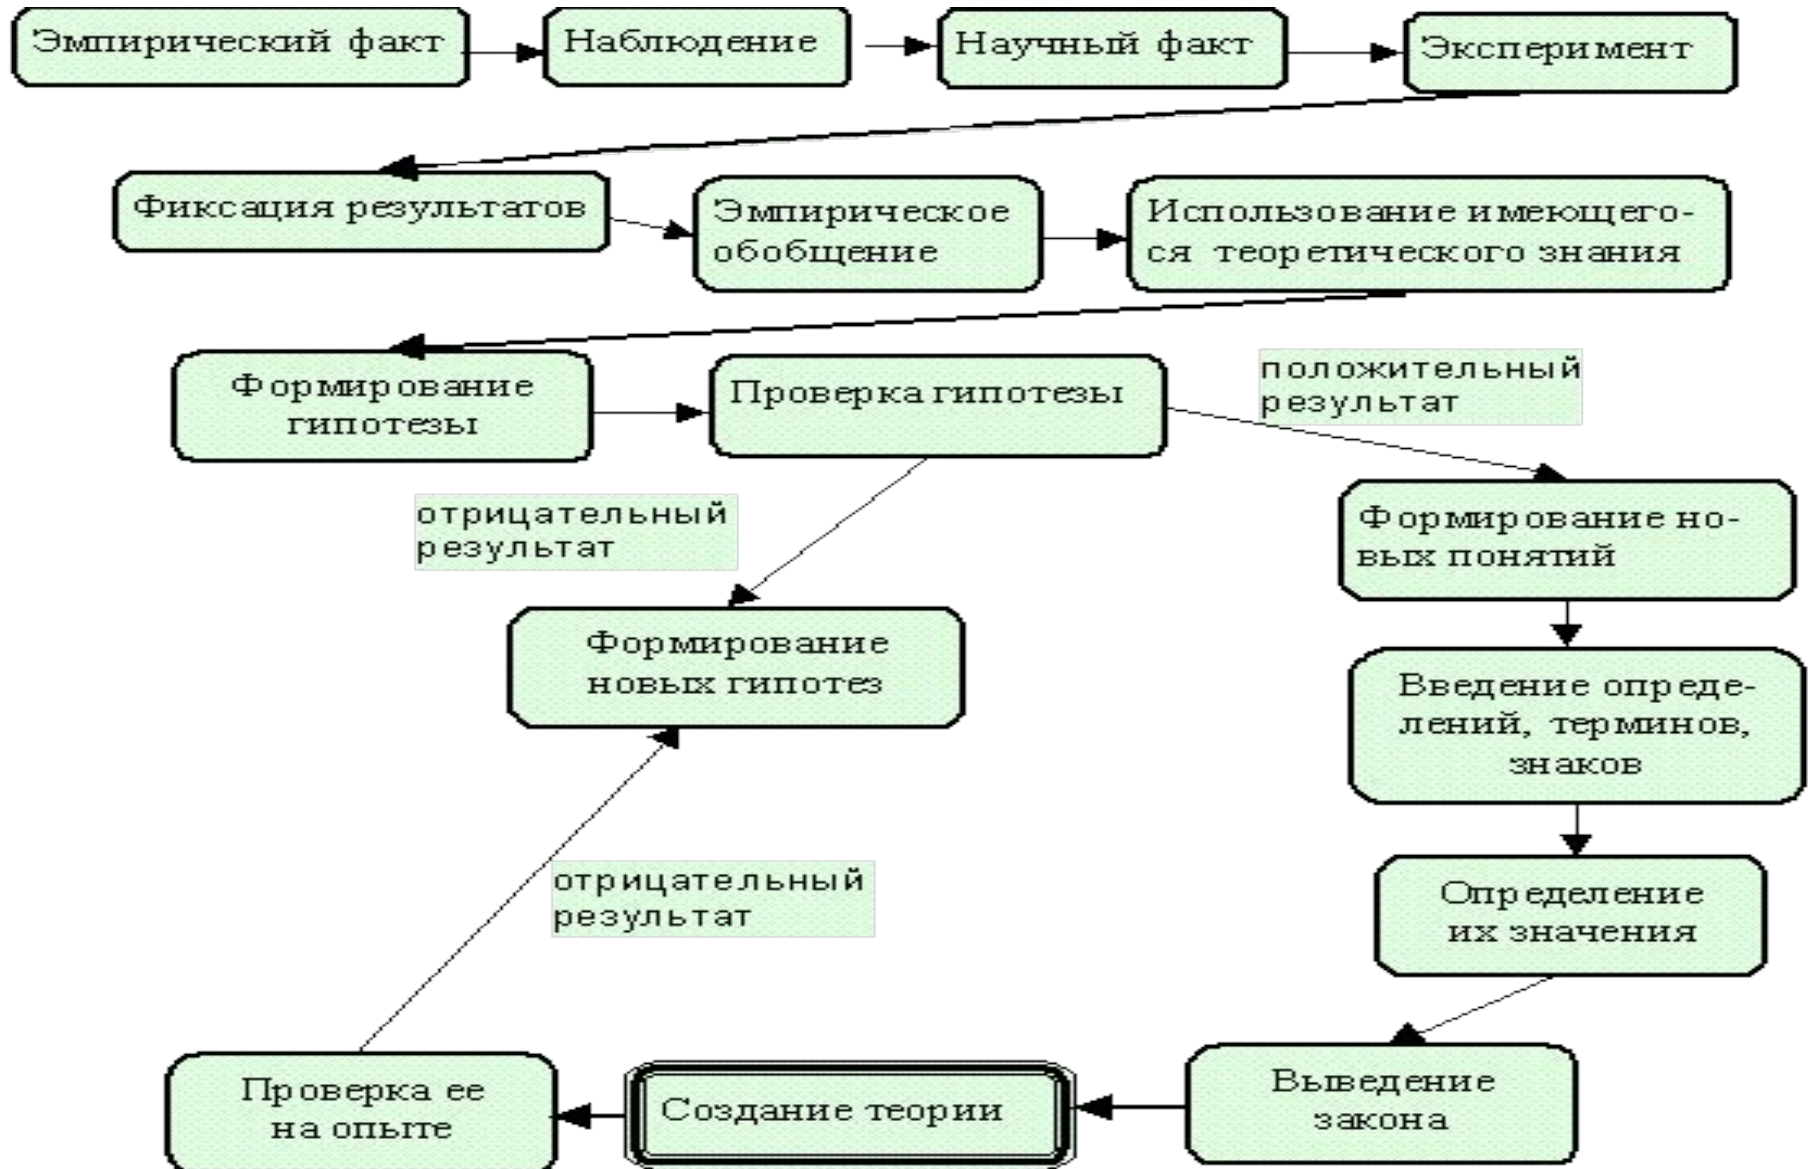 Эмпирический факт
Наблюдение
Научный факт
Эксперимент
Фиксация результатов
Эмпирическое
обобщение
Использование имеющего-
ся теоретического знания
Формирование
гипотезы
Проверка гипотезы
положительный
результат
отрицательный
результат
Формирование но-
вых понятий
Формирование
новых гипотез
Введение опреде-
лений, терминов,
знаков
отрицательный
результат
Определение
их значения
Проверка ее
на опыте
Создание теории
Выведение
закона